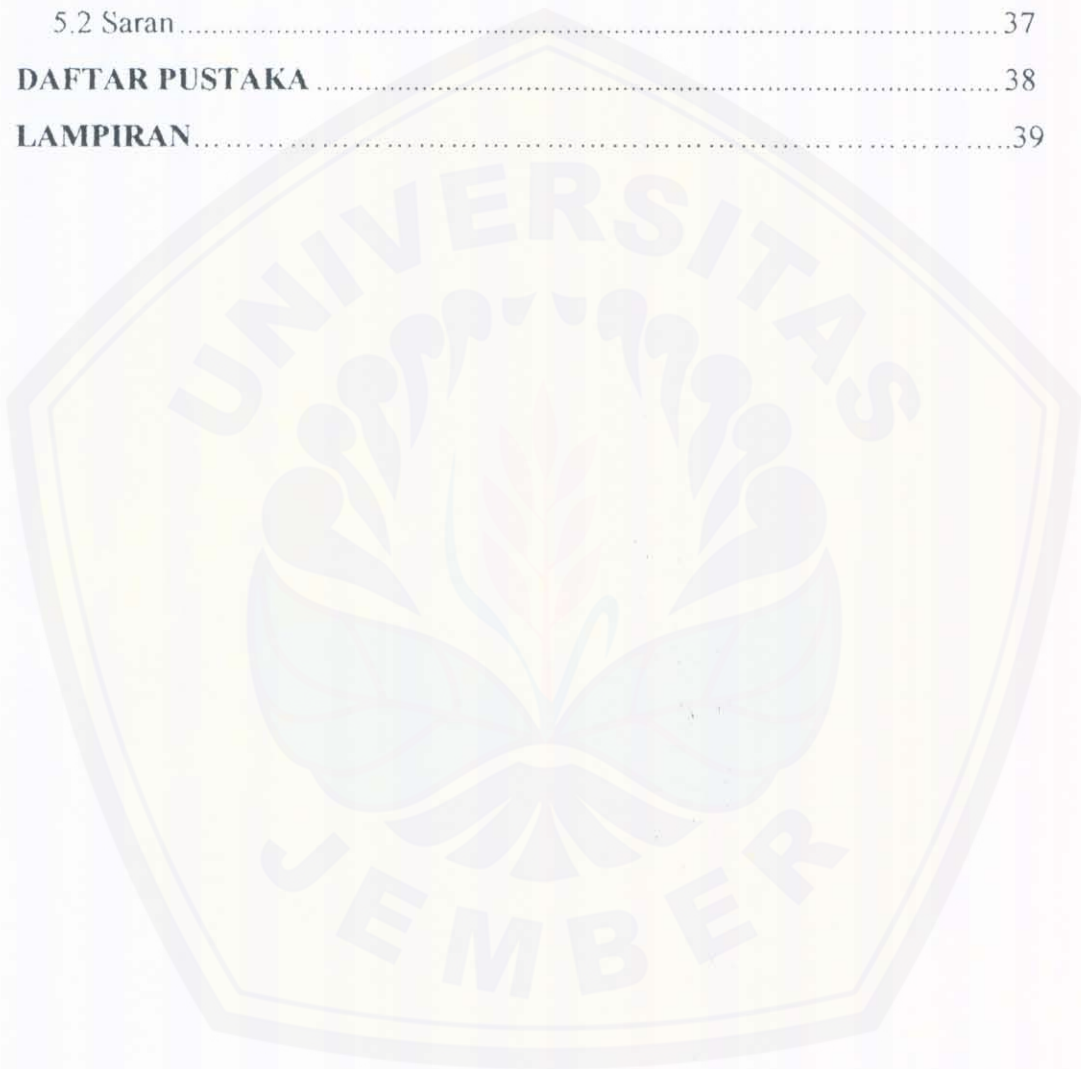 5.2 Saran........................................................................................37
DAFTAR PUSTAKA ........................................................................38
LAMPIRAN....................................................................................39
UNIVERSITAS
JEMBER